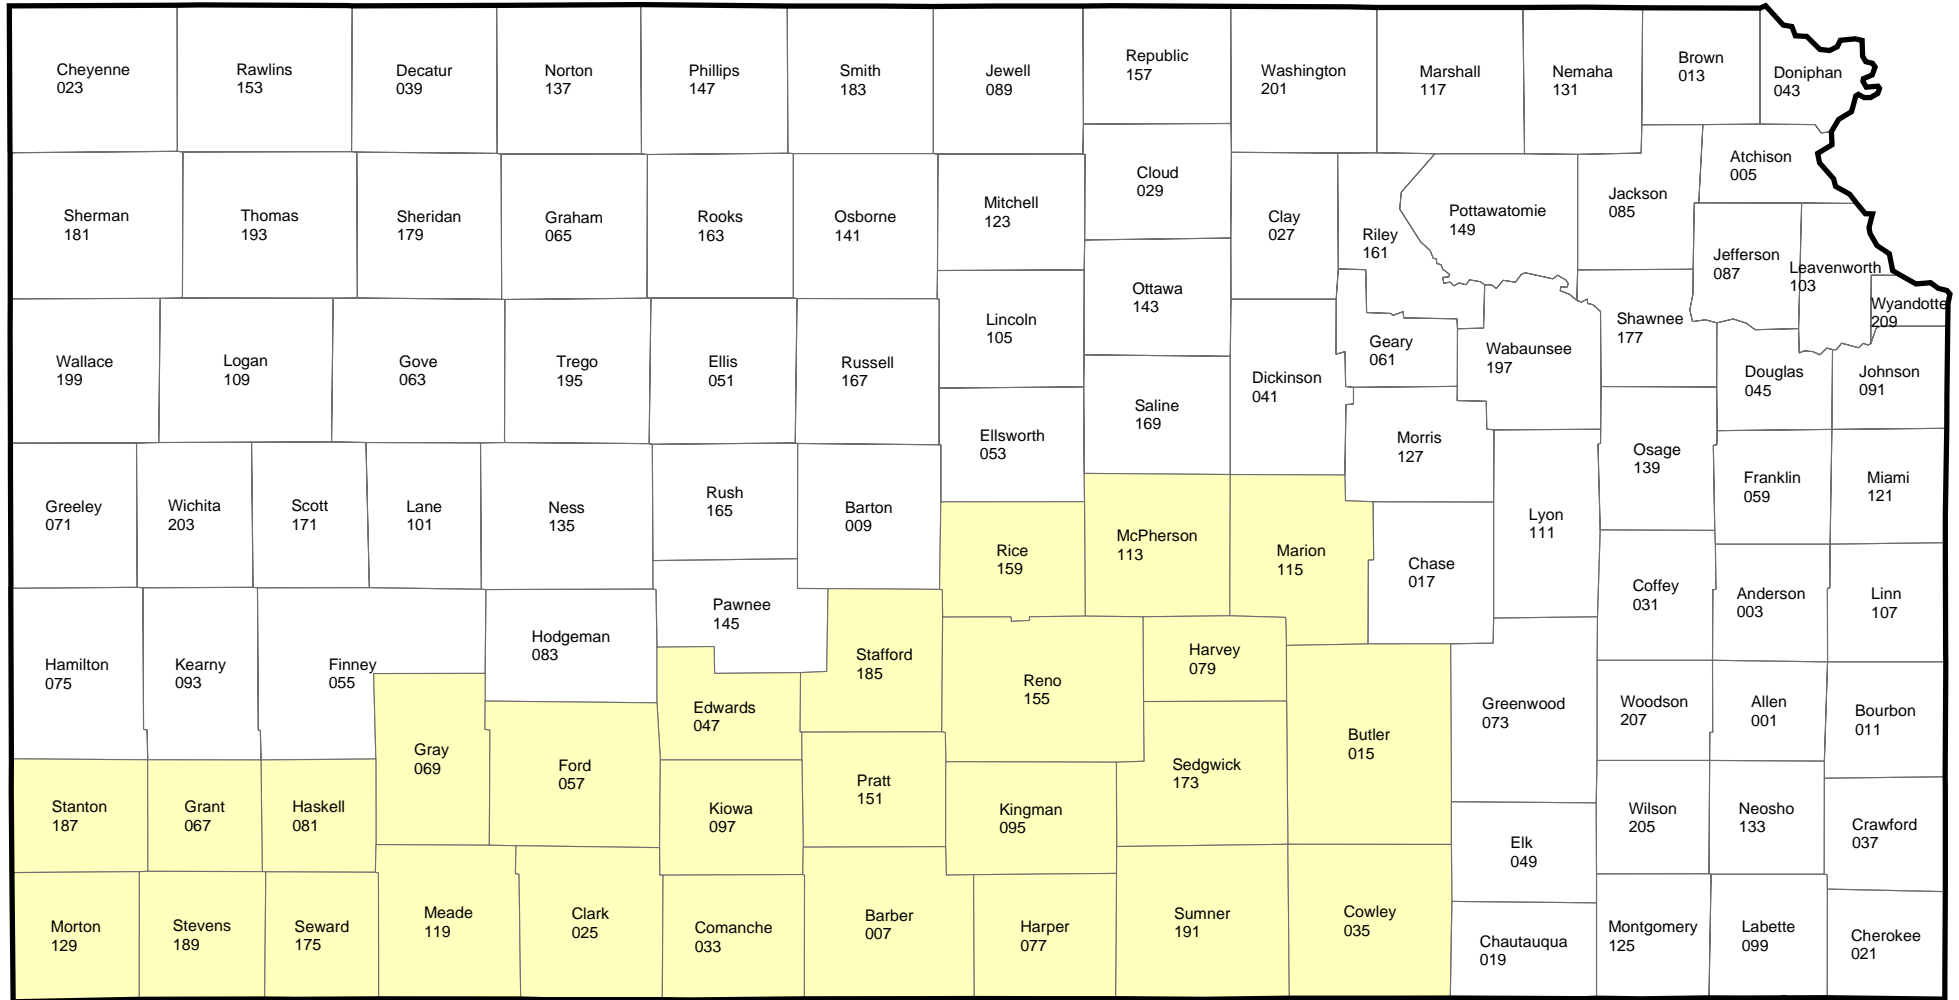 Cheyenne
023
Rawlins
153
Decatur
039
Norton
137
Phillips
147
Smith
183
Jewell
089
Republic
157
Washington
201
Marshall
117
Nemaha
131
Brown
013
Doniphan
043
Sherman
181
Thomas
193
Sheridan
179
Graham
065
Rooks
163
Osborne
141
Mitchell
123
Cloud
029
Clay
027
Riley
161
Pottawatomie
149
Jackson
085
Atchison
005
Jefferson
087
Leavenworth
103
Wyandotte
209
Lincoln
105
Ottawa
143
Wallace
199
Logan
109
Gove
063
Trego
195
Ellis
051
Russell
167
Ellsworth
053
Saline
169
Dickinson
041
Geary
061
Wabaunsee
197
Shawnee
177
Douglas
045
Johnson
091
Morris
127
Osage
139
Franklin
059
Miami
121
Greeley
071
Wichita
203
Scott
171
Lane
101
Ness
135
Rush
165
Barton
009
Rice
159
McPherson
113
Marion
115
Chase
017
Lyon
111
Coffey
031
Anderson
003
Linn
107
Hamilton
075
Kearny
093
Finney
055
Hodgeman
083
Pawnee
145
Stafford
185
Edwards
047
Reno
155
Harvey
079
Butler
015
Greenwood
073
Woodson
207
Allen
001
Bourbon
011
Gray
069
Ford
057
Kiowa
097
Pratt
151
Kingman
095
Sedgwick
173
Stanton
187
Grant
067
Haskell
081
Elk
049
Wilson
205
Neosho
133
Crawford
037
Morton
129
Stevens
189
Seward
175
Meade
119
Clark
025
Comanche
033
Barber
007
Harper
077
Sumner
191
Cowley
035
Chautauqua
019
Montgomery
125
Labette
099
Cherokee
021